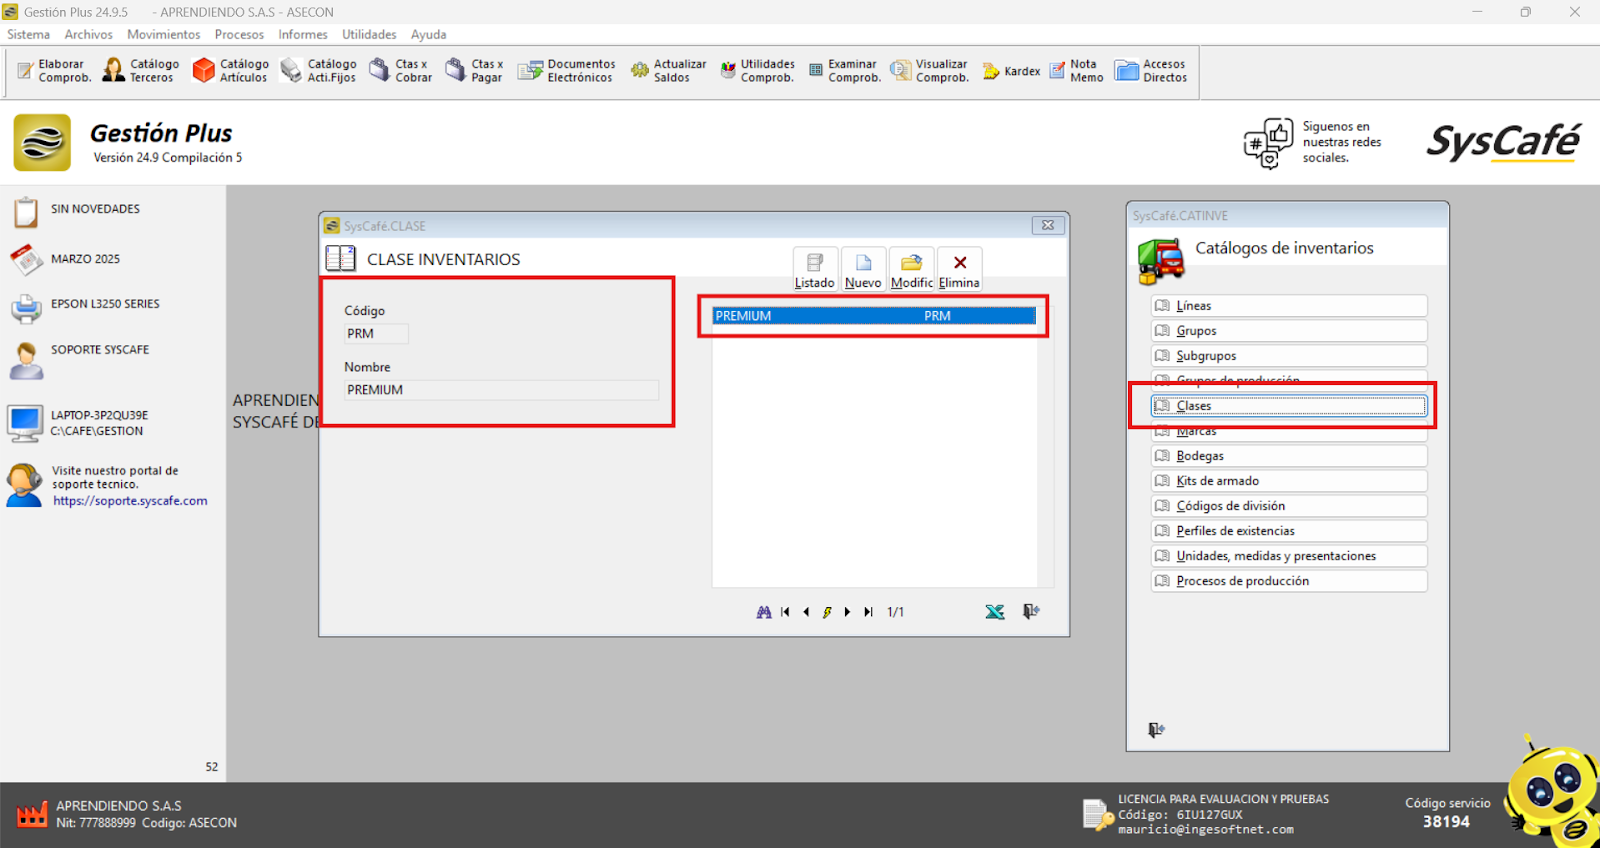 Gestión Plus 24.9.5 - APRENDIENDO S.A.S - ASECON
Sistema Archivos Movimientos Procesos Informes Utilidades Ayuda
Elaborar Comprob.
Catálogo Terceros
Catálogo Artículos
Catálogo Acti.Fijos
Ctas x Cobrar
Ctas x Pagar
Documentos Electrónicos
Actualizar Saldos
Utilidades Comprob.
Examinar Comprob.
Visualizar Comprob.
Kardex
Nota Memo
Accesos Directos
Gestión Plus
Versión 24.9 Compilación 5
Siguenos en
nuestras redes
sociales.
SysCafé
SIN NOVEDADES
MARZO 2025
EPSON L3250 SERIES
SOPORTE SYSCAFE
LAPTOP-3P2QU39E
C:\CAFE\GESTION
Visite nuestro portal de
soporte tecnico.
https://soporte.syscafe.com
52
APRENDIEN
SYSCAFÉ DE
SysCafé.CLASE
CLASE INVENTARIOS
Listado Nuevo Modific Elimina
Código
PRM
Nombre
PREMIUM
PREMIUM PRM
1/1
SysCafé.CATINVE
Catálogos de inventarios
Líneas
Grupos
Subgrupos
Grupos de producción
Clases
Marcas
Bodegas
Kits de armado
Códigos de división
Perfiles de existencias
Unidades, medidas y presentaciones
Procesos de producción
APRENDIENDO S.A.S
Nit: 777888999 Codigo: ASECON
LICENCIA PARA EVALUACION Y PRUEBAS
Código: 6IU127GUX
mauricio@ingesoftnet.com
Código servicio
38194